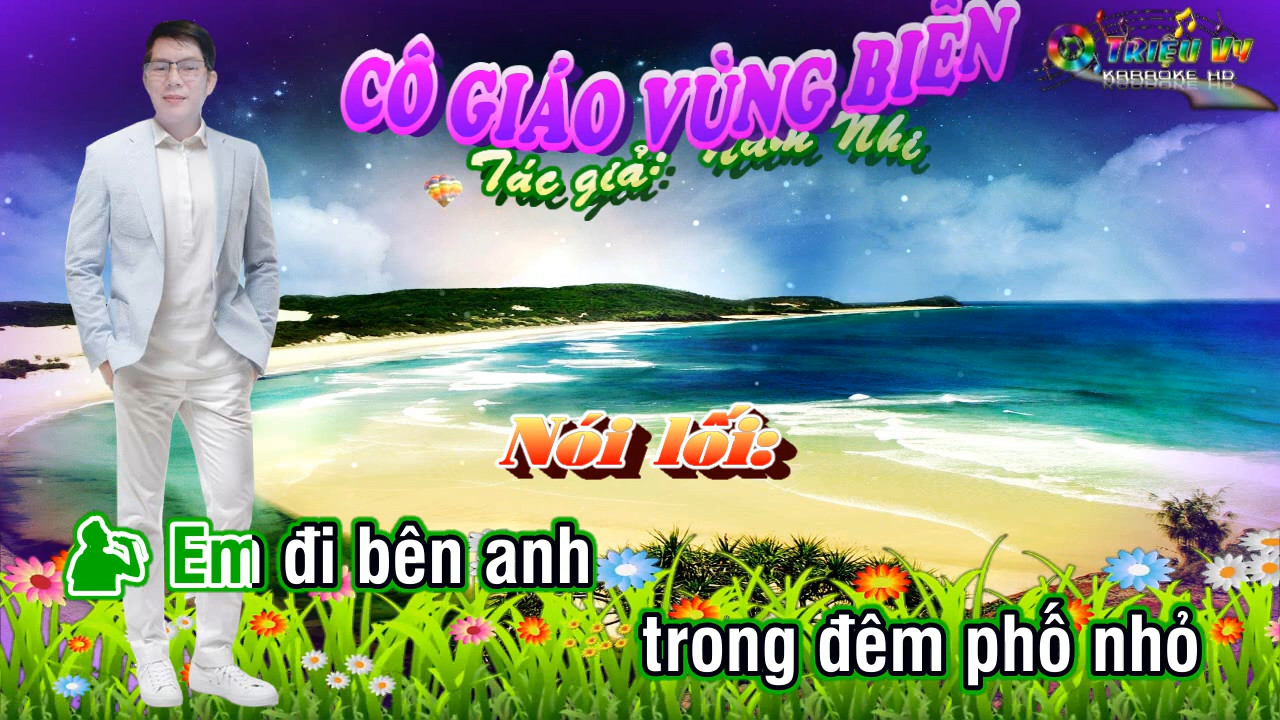 CÔ GIÁO VÙNG BIỂN
Tác giả: Nhi
TRIỆU VY
KARAOKE HD
Nói lối:
Em đi bên anh
trong đêm phố nhỏ